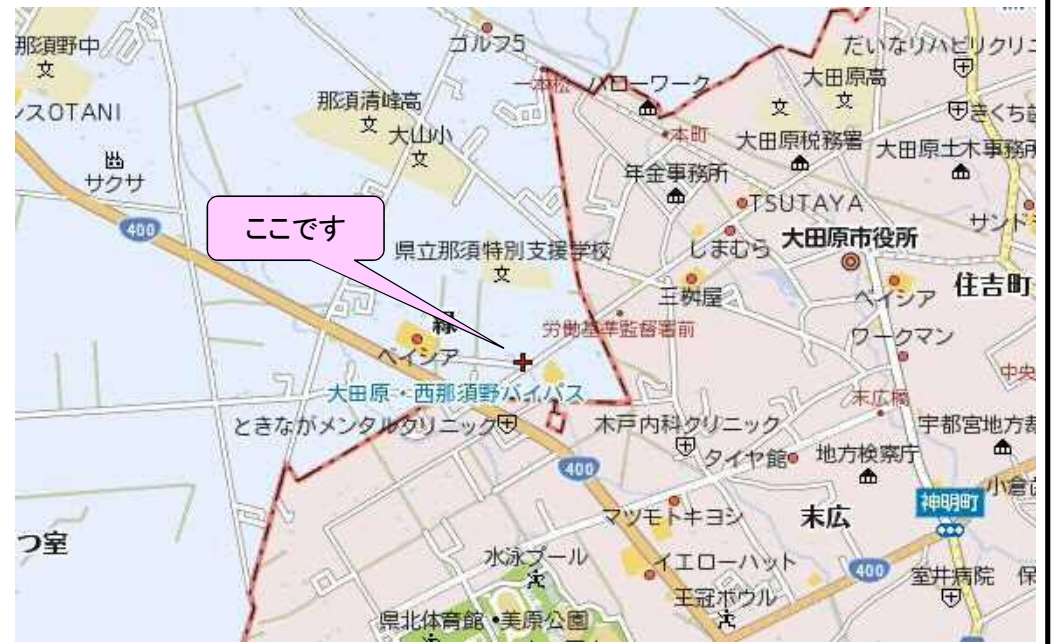 那須野中
ゴルフ5
だいなリハビリクリニ
一本松
ハローワーク
大田原高
ンスOTANI
那須清峰高
きくち歯
大山小
本町
大田原税務署
大田原土木事務所
サクサ
年金事務所
TSUTAYA
400
ここです
しまむら
大田原市役所
サンド
県立那須特別支援学校
三桝屋
ベイシア
住吉町
緑
労働基準監督署前
ワークマン
ベイシア
中央
大田原・西那須野バイパス
末広橋
ときながメンタルクリニック
木戸内科クリニック
宇都宮地方裁
400
タイヤ館
地方検察庁
小倉歯
マツモトキヨシ
末広
神明町
つ室
水泳プール
イエローハット
400
室井病院
保
王冠ボウル
県北体育館
美原公園